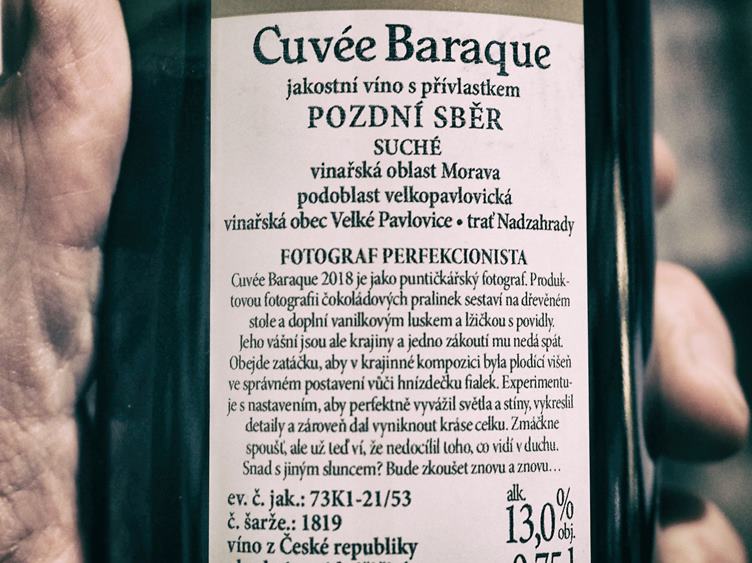 Cuvée Baraque
jakostní víno s přívlastkem
POZDNÍ SBĚR
SUCHÉ
vinařská oblast Morava
podoblast velkopavlovická
vinařská obec Velké Pavlovice • trať Nadzahrady
FOTOGRAF PERFEKCIONISTA
Cuvée Baraque 2018 je jako puntičkářský fotograf. Produk-
tovou fotografii čokoládových pralinek sestaví na dřevěném
stole a doplní vanilkovým luskem a lžičkou s povidly.
Jeho vášní jsou ale krajiny a jedno zákoutí mu nedá spát.
Obejde zatáčku, aby v krajinné kompozici byla plodící višeň
ve správném postavení vůči hnízdečku fialek. Experimentu-
je s nastavením, aby perfektně vyvážil světla a stíny, vykreslil
detaily a zároveň dal vyniknout kráse celku. Zmáčkne
spoušť, ale už teď ví, že nedocílil toho, co vidí v duchu.
Snad s jiným sluncem? Bude zkoušet znovu a znovu…
ev. č. jak.: 73K1-21/53
č. šarže.: 1819
víno z České republiky
alk.
13,0% obj.
0,75 l